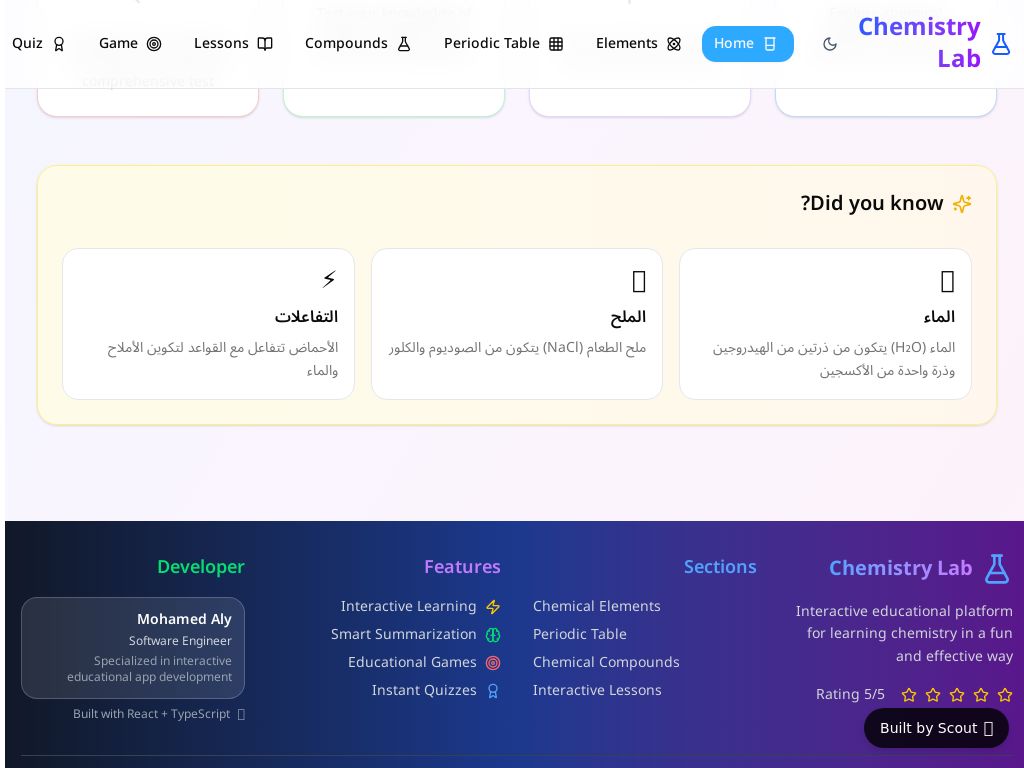 Chemistry
Lab
Home
Elements
Periodic Table
Compounds
Lessons
Game
Quiz
comprehensive test
?Did you know
الماء
الماء (H₂O) يتكون من ذرتين من الهيدروجين
وذرة واحدة من الأكسجين
الملح
ملح الطعام (NaCl) يتكون من الصوديوم والكلور
⚡
التفاعلات
الأحماض تتفاعل مع القواعد لتكوين الأملاح
والماء
Chemistry Lab
Interactive educational platform
for learning chemistry in a fun
and effective way
Rating 5/5
Sections
Chemical Elements
Periodic Table
Chemical Compounds
Interactive Lessons
Features
Interactive Learning
Smart Summarization
Educational Games
Instant Quizzes
Developer
Mohamed Aly
Software Engineer
Specialized in interactive
educational app development
Built with React + TypeScript
Built by Scout